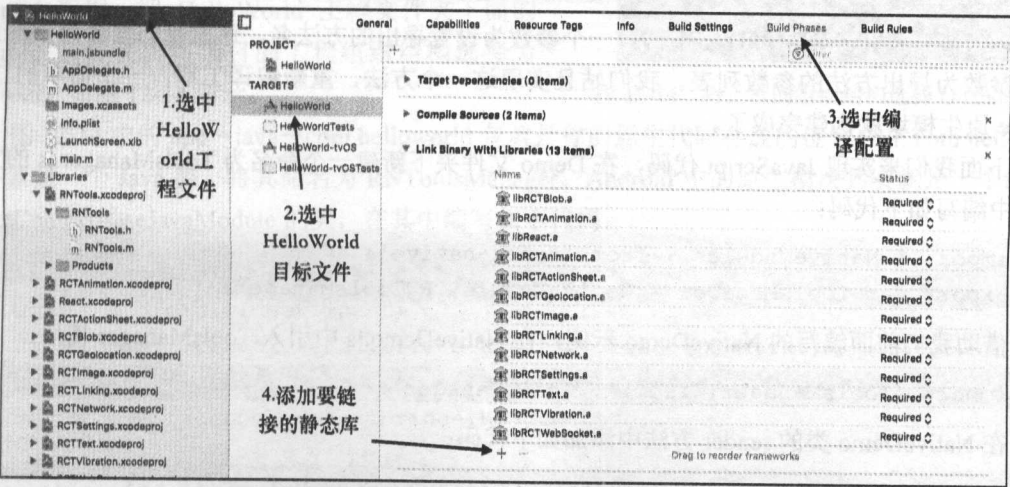 HelloWorld
General
Capabilities
Resource Tags
Info
Build Settings
Build Phases
Build Rules
HelloWorld
main.jsbundle
h AppDelegate.h
m AppDelegate.m
Images.xcassets
Info.plist
LaunchScreen.xib
m main.m
Libraries
RNTools.xcodeproj
RNTools
h RNTools.h
m RNTools.m
Products
RCTAnimation.xcodeproj
React.xcodeproj
RCTActionSheet.xcodeproj
RCTBlob.xcodeproj
RCTGeolocation.xcodeproj
RCTImage.xcodeproj
RCTLinking.xcodeproj
RCTNetwork.xcodeproj
RCTSettings.xcodeproj
RCTText.xcodeproj
RCTVibration.xcodeproj
1.选中
HelloW
orld工
程文件
PROJECT
HelloWorld
TARGETS
HelloWorld
HelloWorldTests
HelloWorld-tvOS
HelloWorld-tvOSTests
2.选中
HelloWorld
目标文件
4.添加要链
接的静态库
+
Filter
Target Dependencies (0 items)
Compile Sources (2 items)
×
3.选中编
译配置
Link Binary With Libraries (13 items)
×
Name
Status
libRCTBlob.a
Required
libRCTAnimation.a
Required
libReact.a
Required
libRCTAnimation.a
Required
libRCTActionSheet.a
Required
libRCTGeolocation.a
Required
libRCTImage.a
Required
libRCTLinking.a
Required
libRCTNetwork.a
Required
libRCTSettings.a
Required
libRCTText.a
Required
libRCTVibration.a
Required
libRCTWebSocket.a
Required
+ −
Drag to reorder frameworks